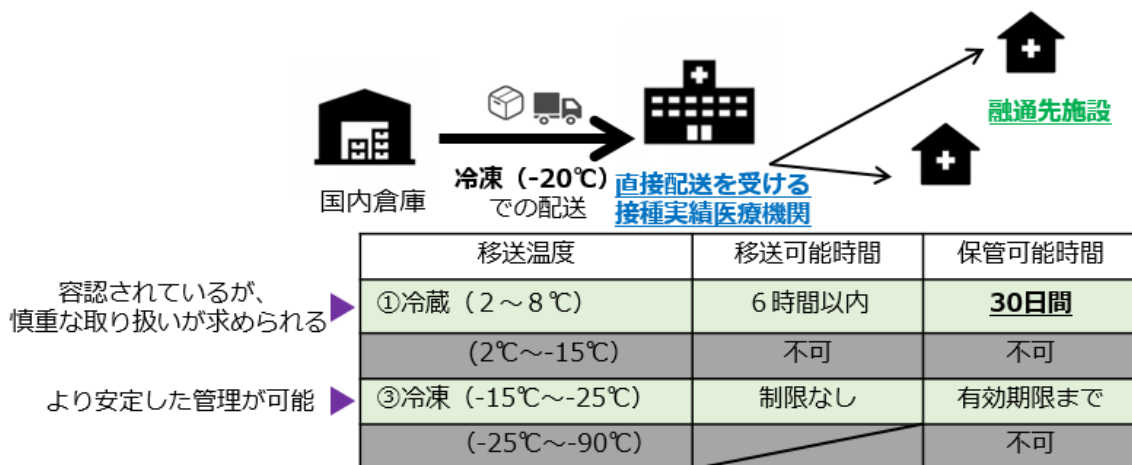 融通先施設
国内倉庫
冷凍（-20℃）
での配送
直接配送を受ける
接種実績医療機関
移送温度 移送可能時間 保管可能時間
容認されているが、
慎重な取り扱いが求められる
①冷蔵（２～８℃） ６時間以内 30日間
(2℃～-15℃) 不可 不可
より安定した管理が可能
③冷凍（-15℃～-25℃） 制限なし 有効期限まで
(-25℃～-90℃) 不可